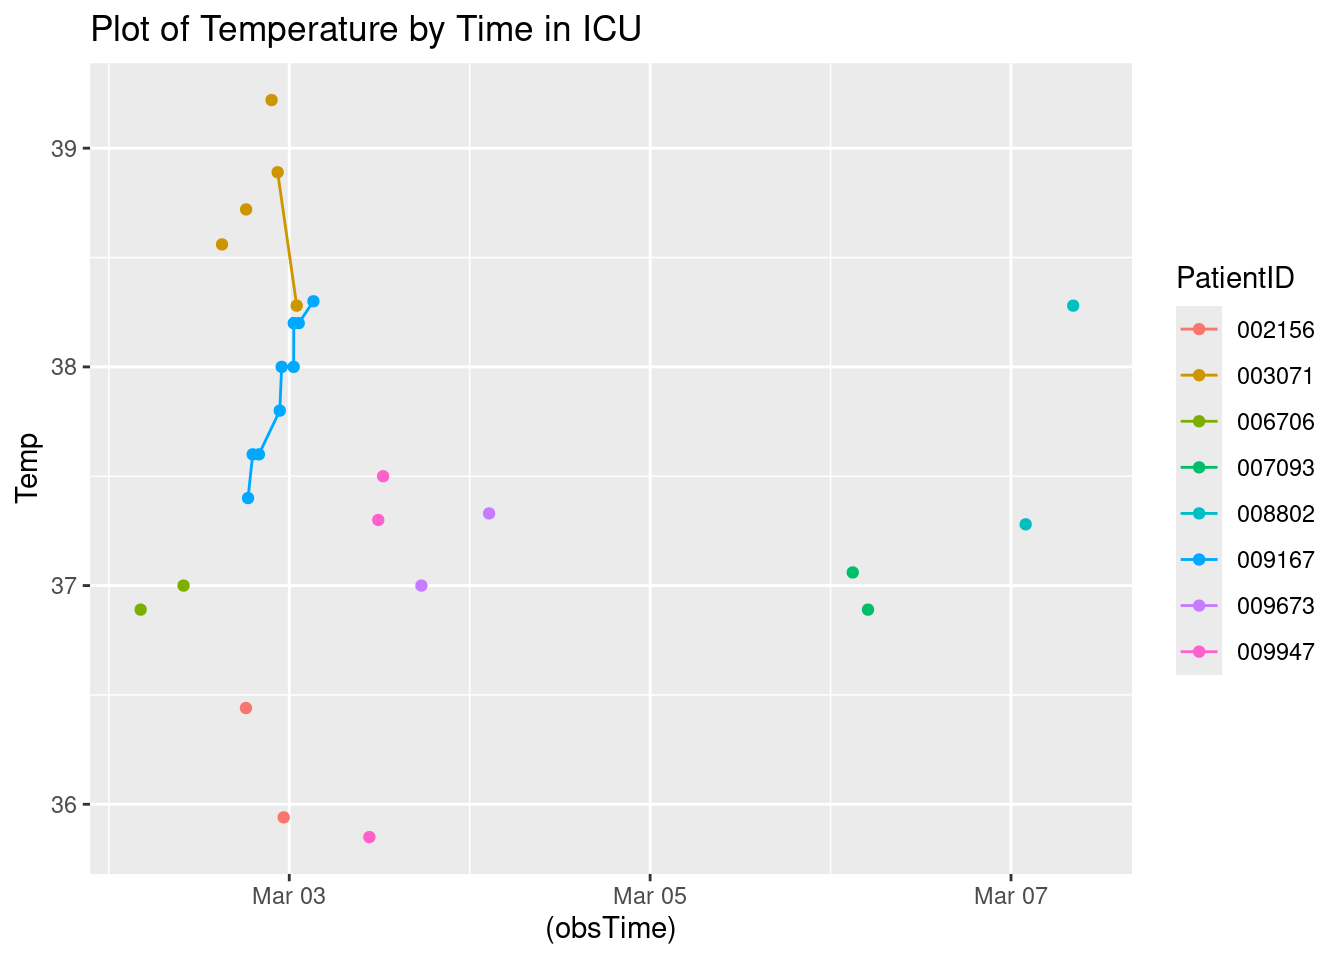 Plot of Temperature by Time in ICU
39
38
37
36
Temp
Mar 03
Mar 05
Mar 07
(obsTime)
PatientID
002156
003071
006706
007093
008802
009167
009673
009947